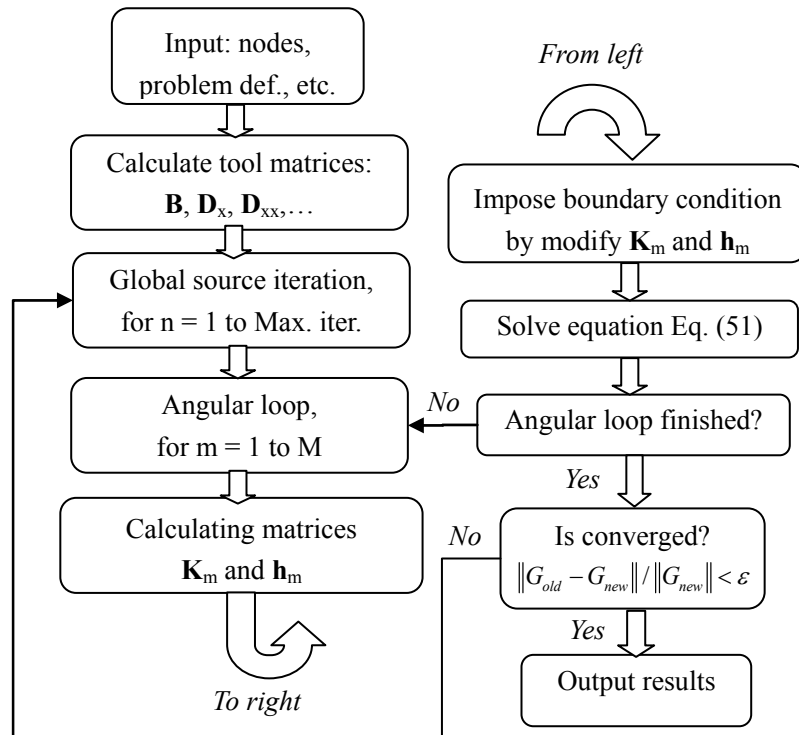 Input: nodes,
problem def., etc.
Calculate tool matrices:
B, Dx, Dxx,…
Global source iteration,
for n = 1 to Max. iter.
Angular loop,
for m = 1 to M
Calculating matrices
Km and hm
To right
From left
Impose boundary condition
by modify Km and hm
Solve equation Eq. (51)
No
Angular loop finished?
Yes
No
Is converged?
‖Gold − Gnew‖ / ‖Gnew‖ < ε
Yes
Output results